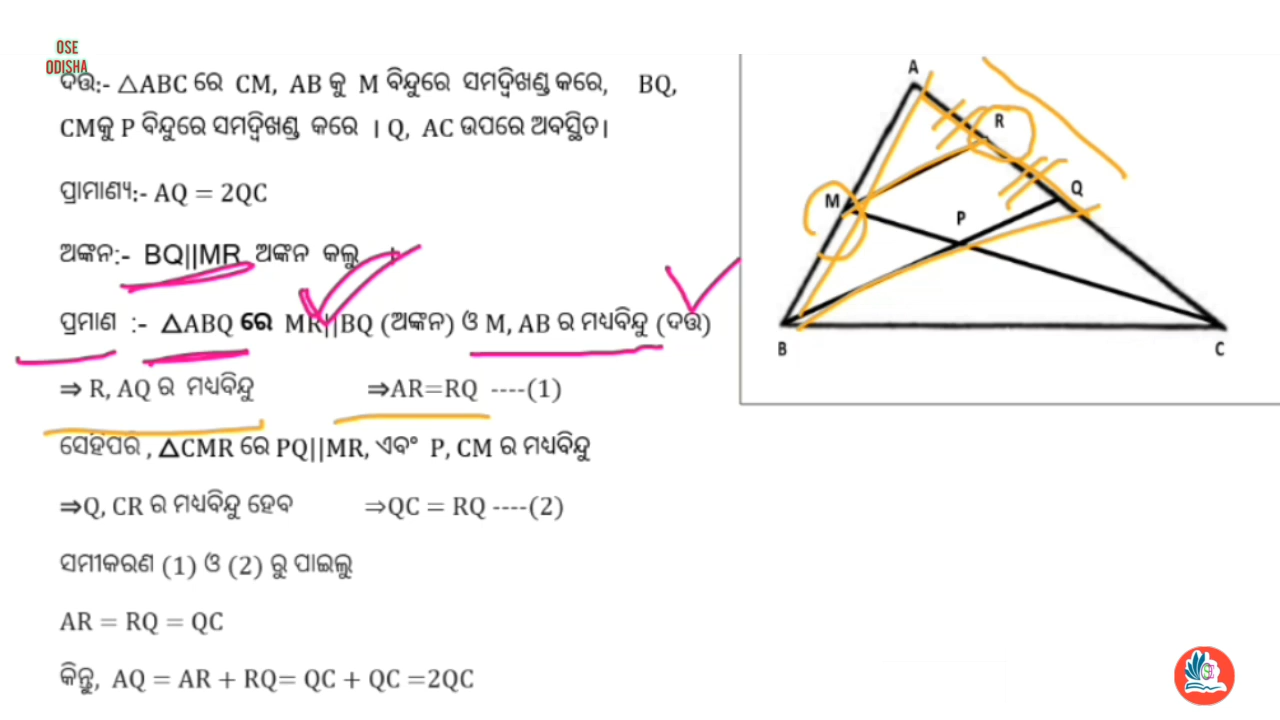 OSE
ODISHA
ଦତ୍ତ:- △ABC ରେ CM, AB କୁ M ବିନ୍ଦୁରେ ସମଦ୍ୱିଖଣ୍ଡ କରେ, BQ,
CMକୁ P ବିନ୍ଦୁରେ ସମଦ୍ୱିଖଣ୍ଡ କରେ । Q, AC ଉପରେ ଅବସ୍ଥିତ।
ପ୍ରାମାଣ୍ୟ:- AQ = 2QC
ଅଙ୍କନ:- BQ||MR ଅଙ୍କନ କଲୁ
ପ୍ରମାଣ :- △ABQ ରେ MR||BQ (ଅଙ୍କନ) ଓ M, AB ର ମଧ୍ୟବିନ୍ଦୁ (ଦତ୍ତ)
⇒ R, AQ ର ମଧ୍ୟବିନ୍ଦୁ ⇒AR=RQ ----(1)
ସେହିପରି , △CMR ରେ PQ||MR, ଏବଂ P, CM ର ମଧ୍ୟବିନ୍ଦୁ
⇒Q, CR ର ମଧ୍ୟବିନ୍ଦୁ ହେବ ⇒QC = RQ ----(2)
ସମୀକରଣ (1) ଓ (2) ରୁ ପାଇଲୁ
AR = RQ = QC
କିନ୍ତୁ, AQ = AR + RQ= QC + QC =2QC
A
R
M
Q
P
B
C